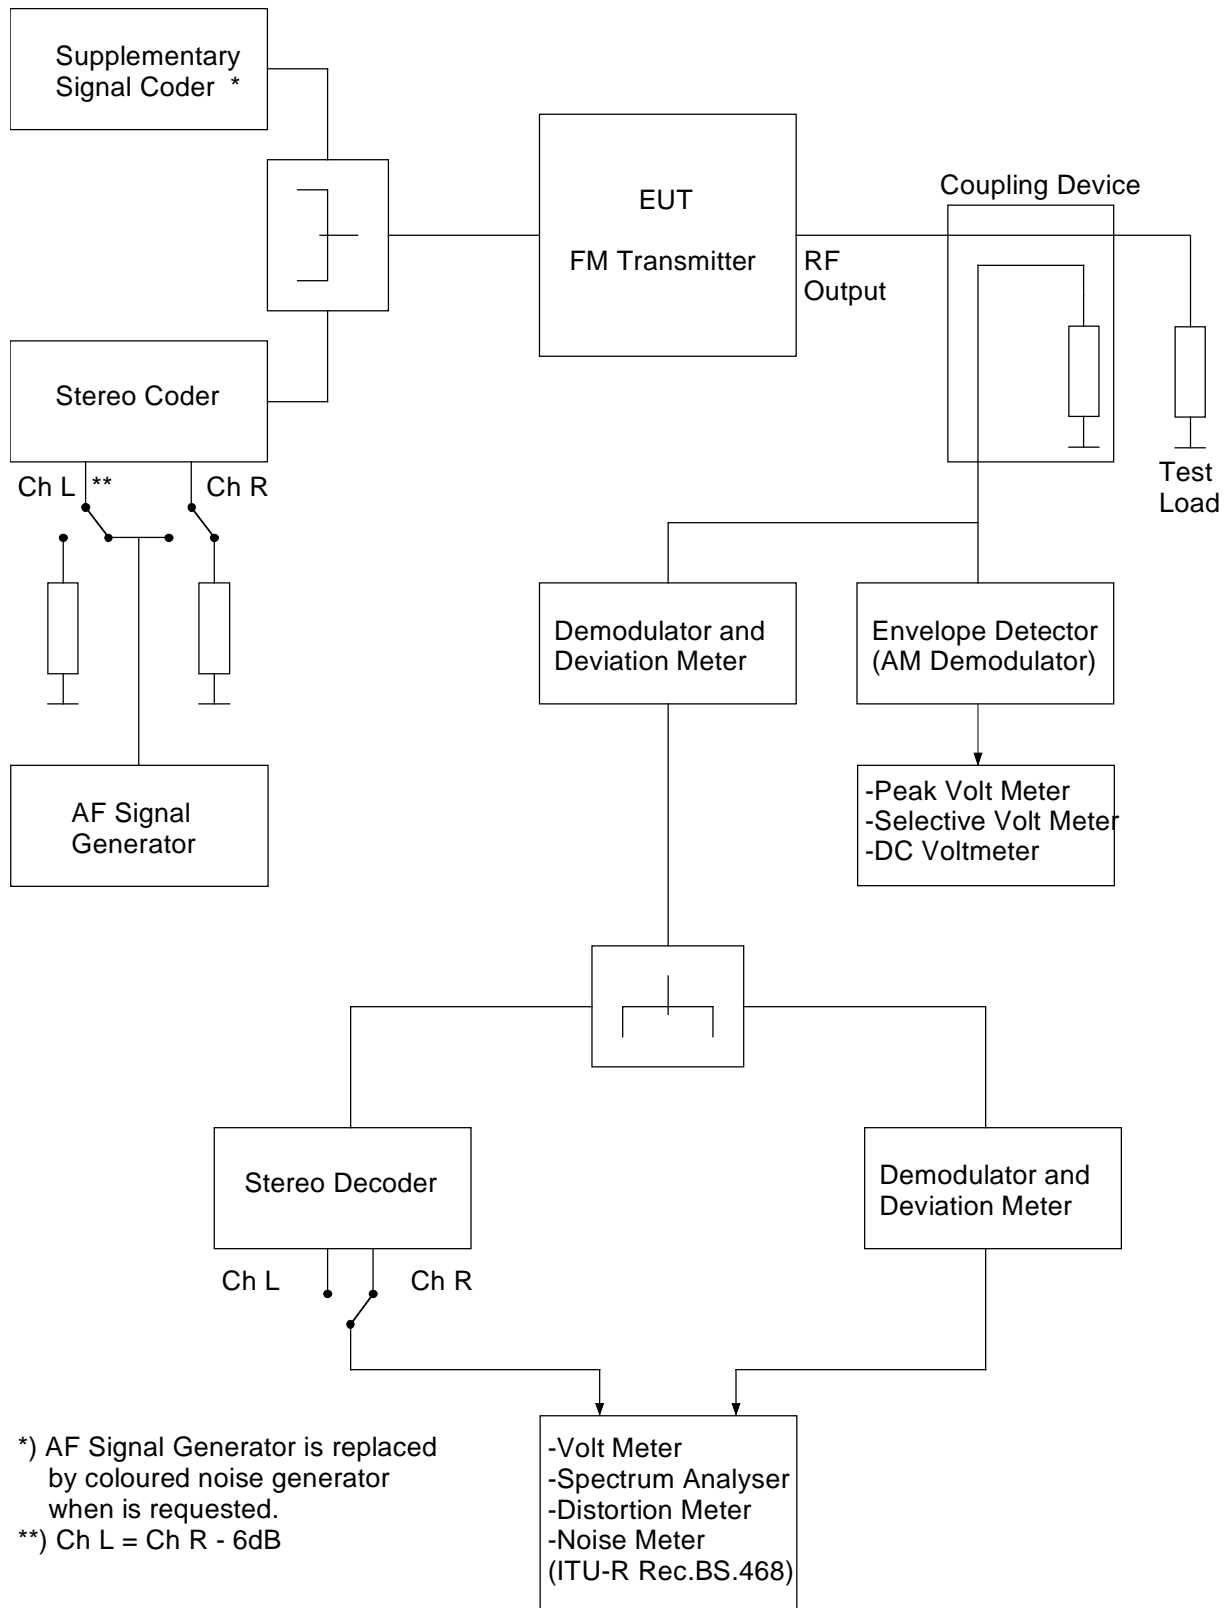 Supplementary
Signal Coder *
EUT
FM Transmitter
RF
Output
Coupling Device
Test
Load
Stereo Coder
Ch L **
Ch R
AF Signal
Generator
Demodulator and
Deviation Meter
Envelope Detector
(AM Demodulator)
-Peak Volt Meter
-Selective Volt Meter
-DC Voltmeter
Stereo Decoder
Ch L
Ch R
Demodulator and
Deviation Meter
-Volt Meter
-Spectrum Analyser
-Distortion Meter
-Noise Meter
(ITU-R Rec.BS.468)
*) AF Signal Generator is replaced
by coloured noise generator
when is requested.
**) Ch L = Ch R - 6dB